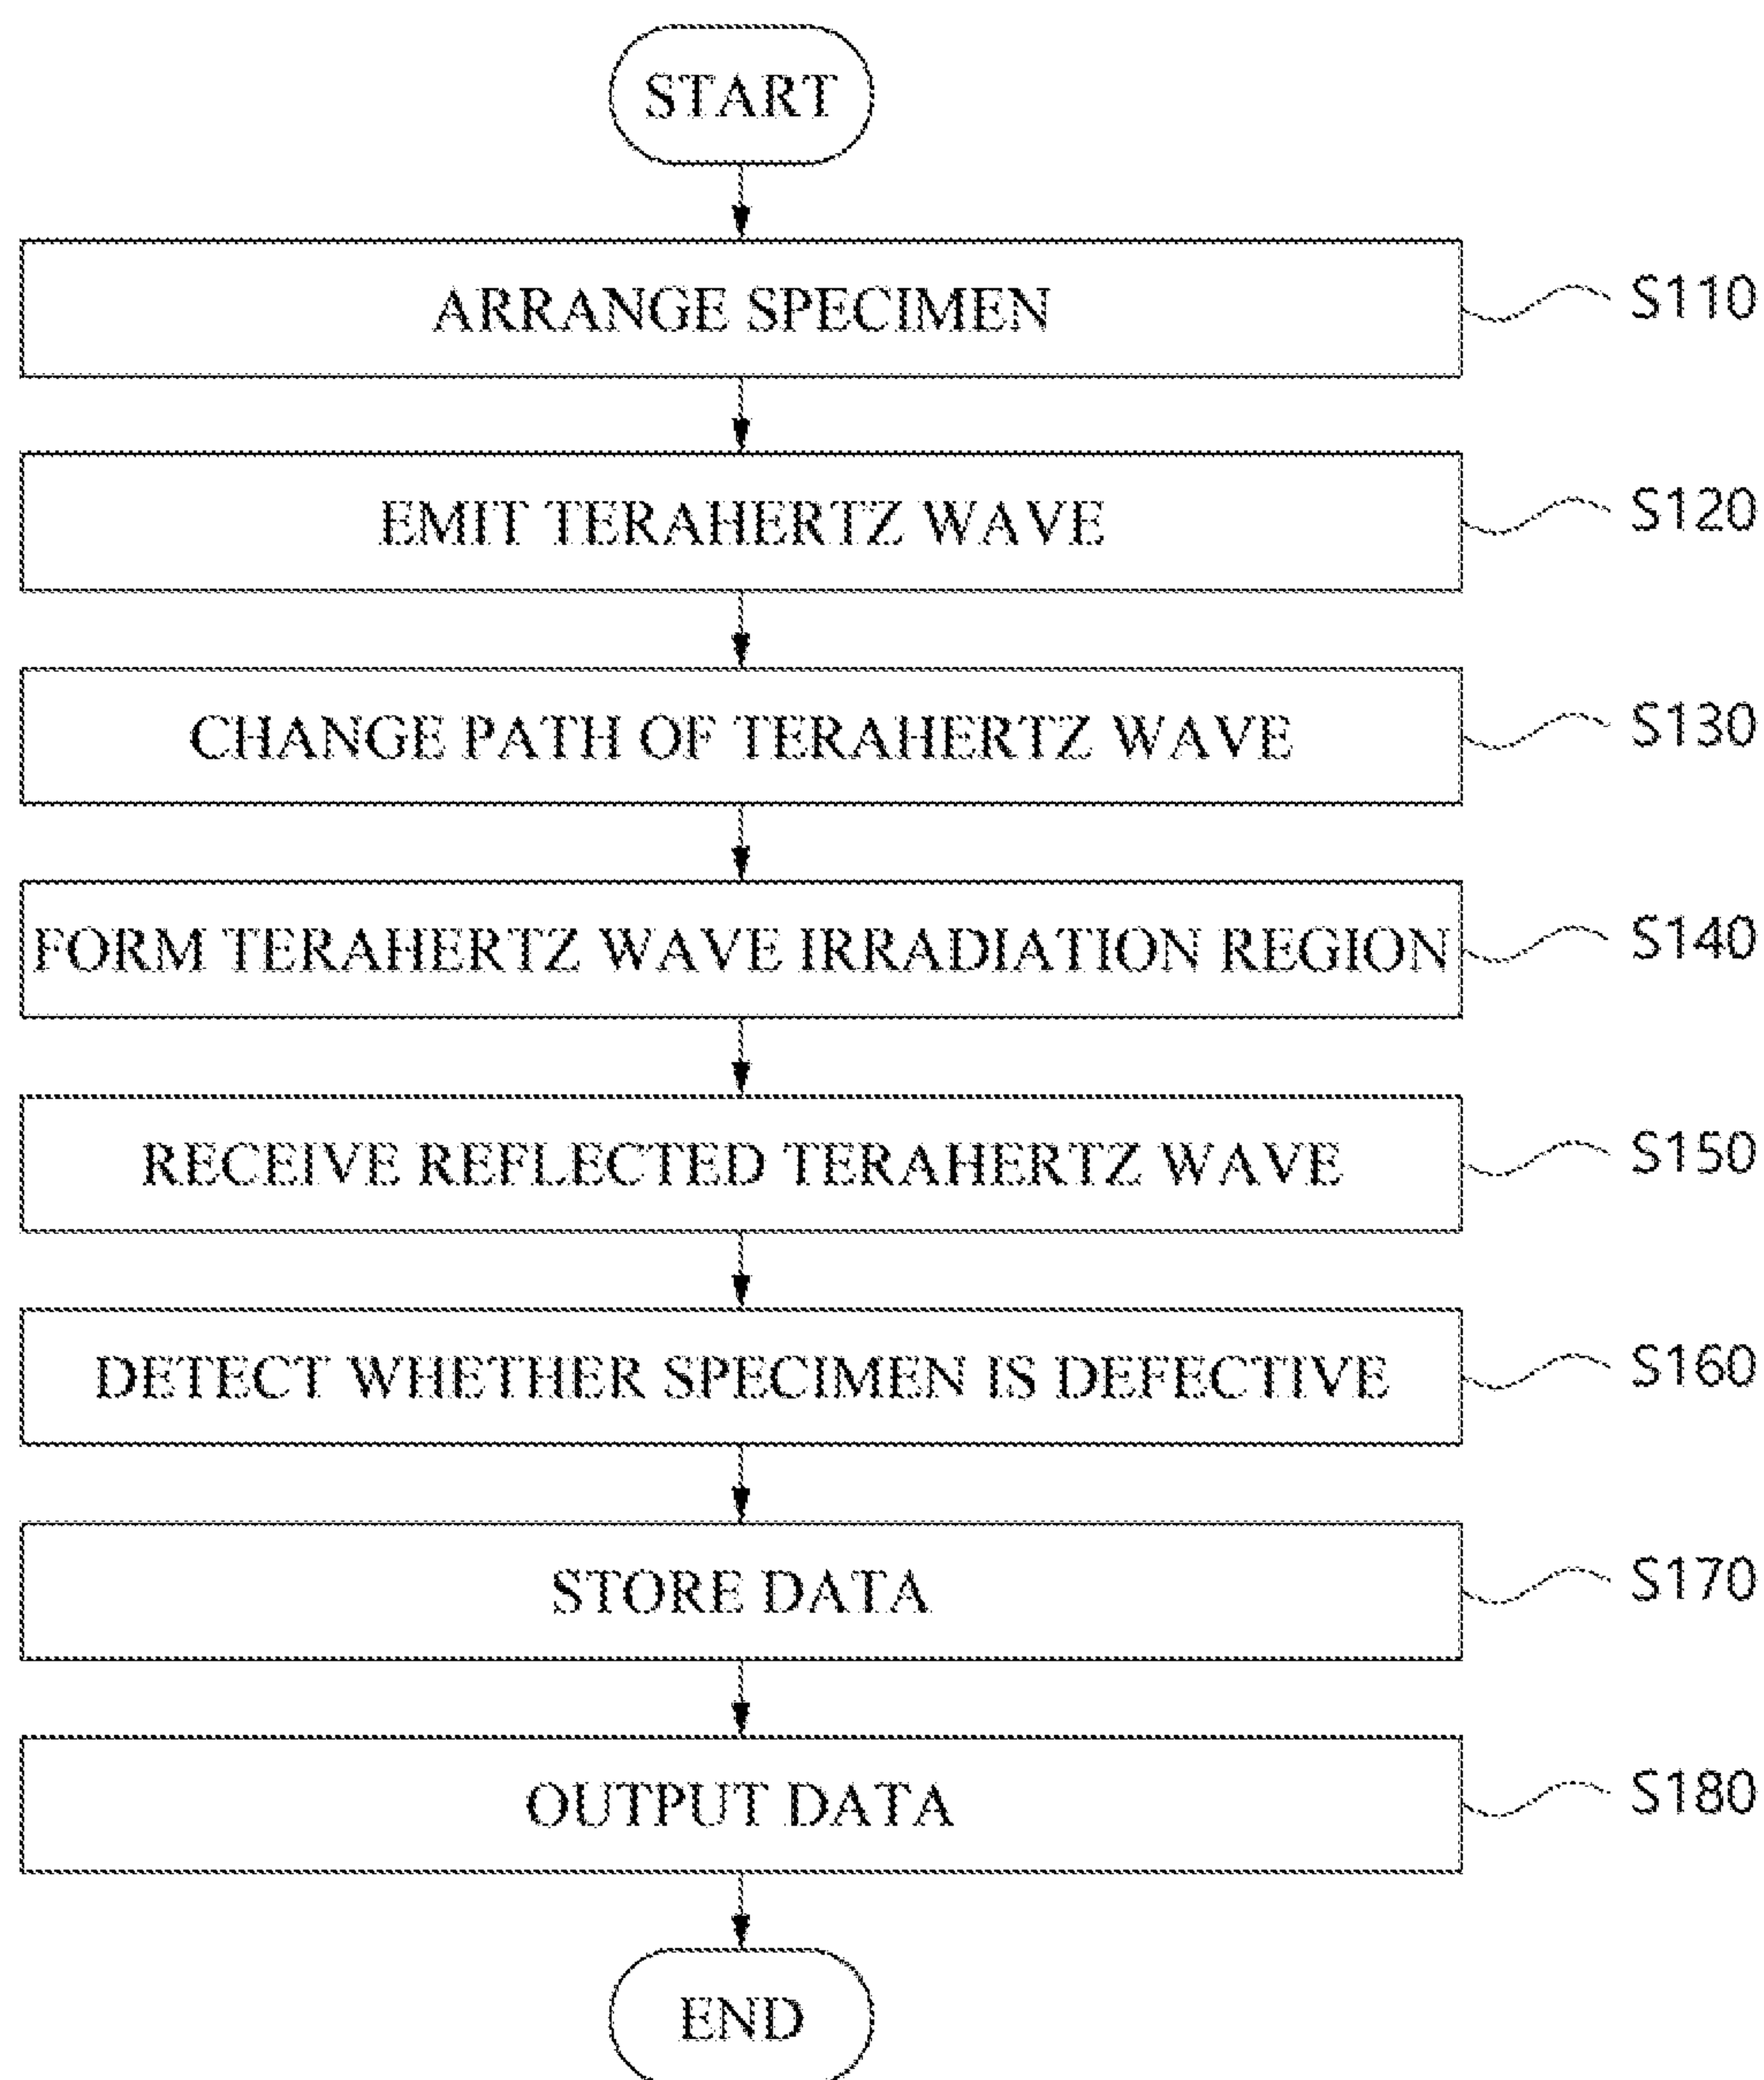 START
ARRANGE SPECIMEN S110
EMIT TERAHERTZ WAVE S120
CHANGE PATH OF TERAHERTZ WAVE S130
FORM TERAHERTZ WAVE IRRADIATION REGION S140
RECEIVE REFLECTED TERAHERTZ WAVE S150
DETECT WHETHER SPECIMEN IS DEFECTIVE S160
STORE DATA S170
OUTPUT DATA S180
END